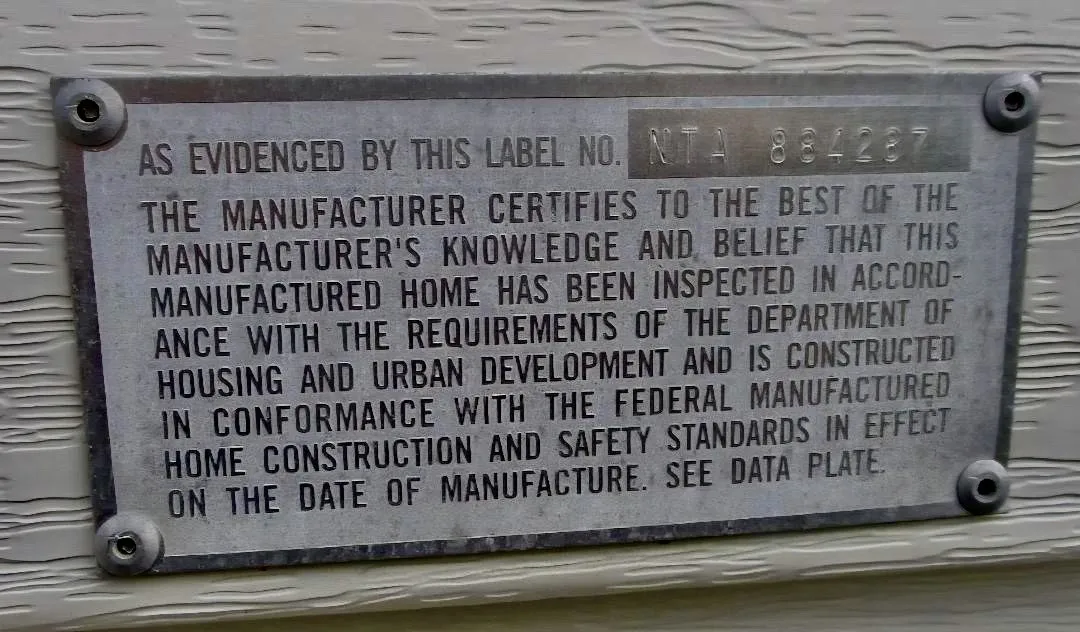 AS EVIDENCED BY THIS LABEL NO. NTA 884287
THE MANUFACTURER CERTIFIES TO THE BEST OF THE
MANUFACTURER'S KNOWLEDGE AND BELIEF THAT THIS
MANUFACTURED HOME HAS BEEN INSPECTED IN ACCORD-
ANCE WITH THE REQUIREMENTS OF THE DEPARTMENT OF
HOUSING AND URBAN DEVELOPMENT AND IS CONSTRUCTED
IN CONFORMANCE WITH THE FEDERAL MANUFACTURED
HOME CONSTRUCTION AND SAFETY STANDARDS IN EFFECT
ON THE DATE OF MANUFACTURE. SEE DATA PLATE.